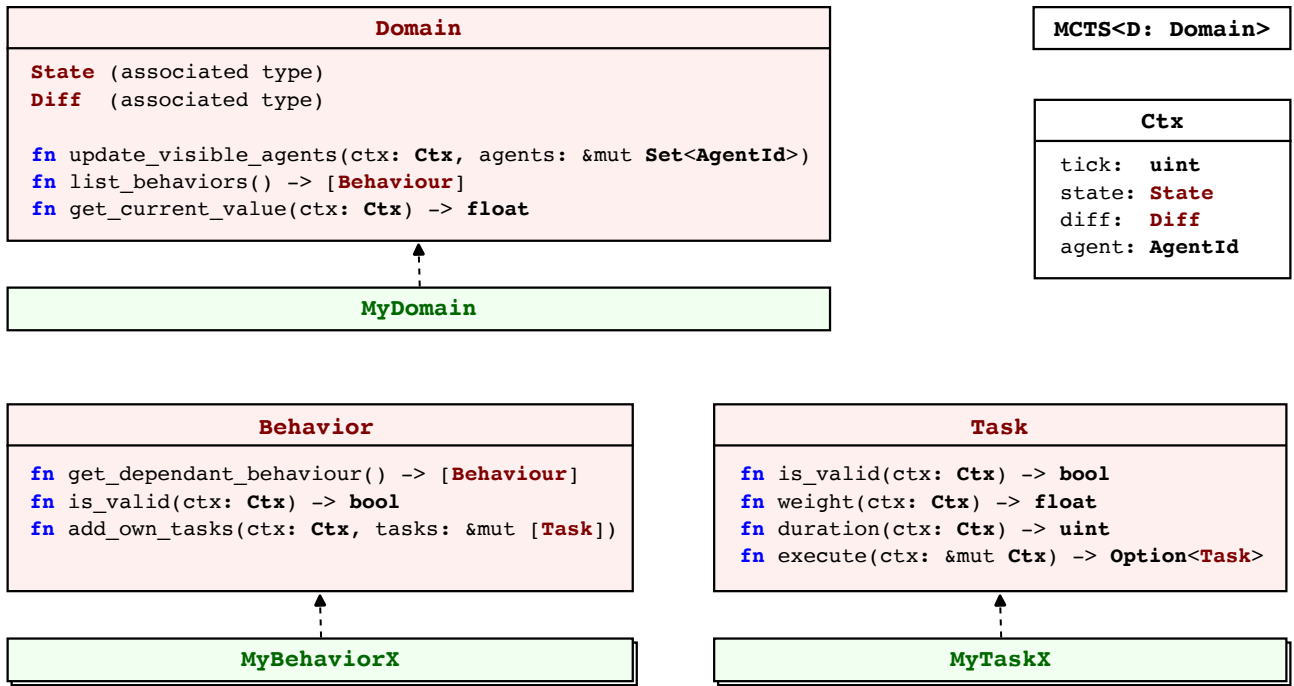 Domain
State (associated type)
Diff  (associated type)
fn update_visible_agents(ctx: Ctx, agents: &mut Set<AgentId>)
fn list_behaviors() -> [Behaviour]
fn get_current_value(ctx: Ctx) -> float
MyDomain
MCTS<D: Domain>
Ctx
tick:  uint
state: State
diff:  Diff
agent: AgentId
Behavior
fn get_dependant_behaviour() -> [Behaviour]
fn is_valid(ctx: Ctx) -> bool
fn add_own_tasks(ctx: Ctx, tasks: &mut [Task])
MyBehaviorX
Task
fn is_valid(ctx: Ctx) -> bool
fn weight(ctx: Ctx) -> float
fn duration(ctx: Ctx) -> uint
fn execute(ctx: &mut Ctx) -> Option<Task>
MyTaskX